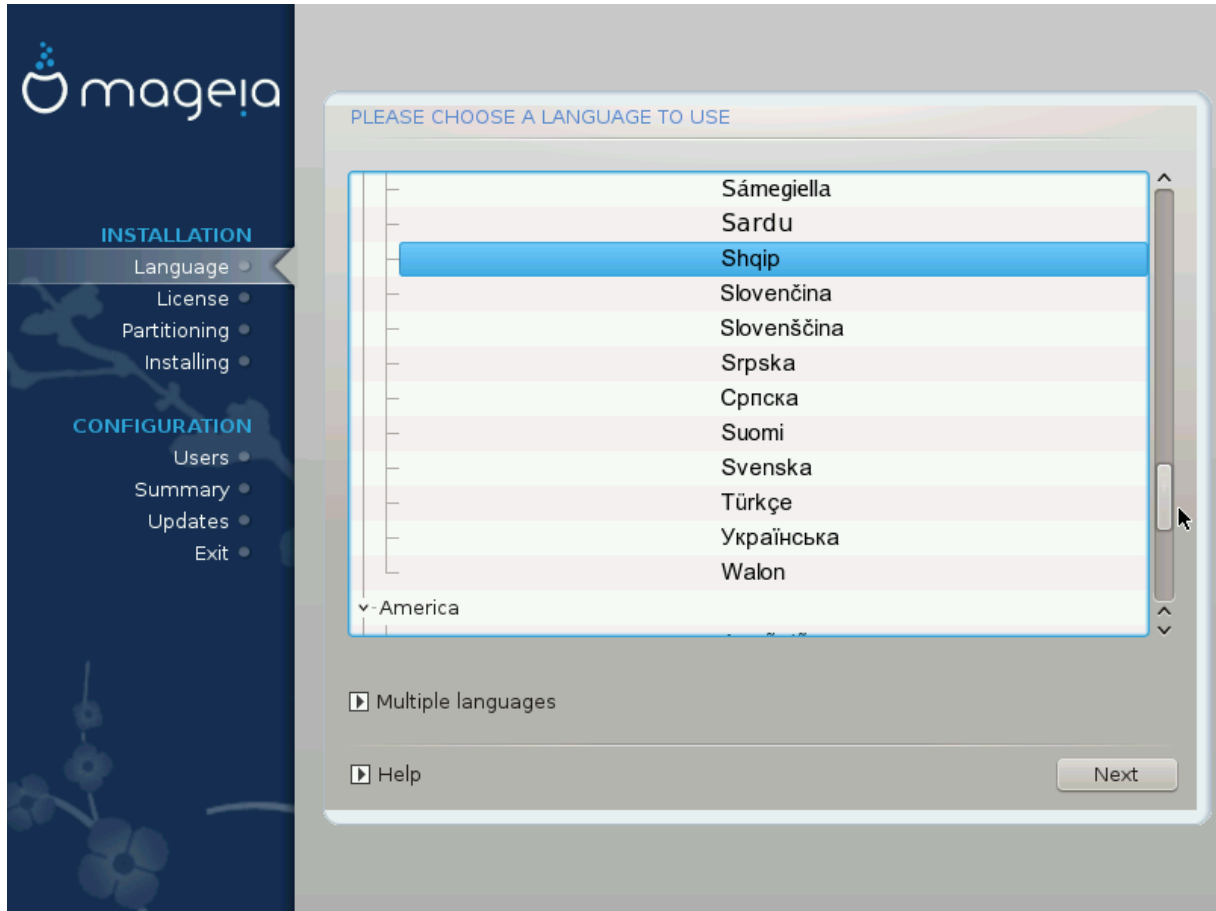 mageia
PLEASE CHOOSE A LANGUAGE TO USE
INSTALLATION
Language
License
Partitioning
Installing
CONFIGURATION
Users
Summary
Updates
Exit
Sámegiella
Sardu
Shqip
Slovenčina
Slovenščina
Srpska
Српска
Suomi
Svenska
Türkçe
Українська
Walon
America
Multiple languages
Help
Next